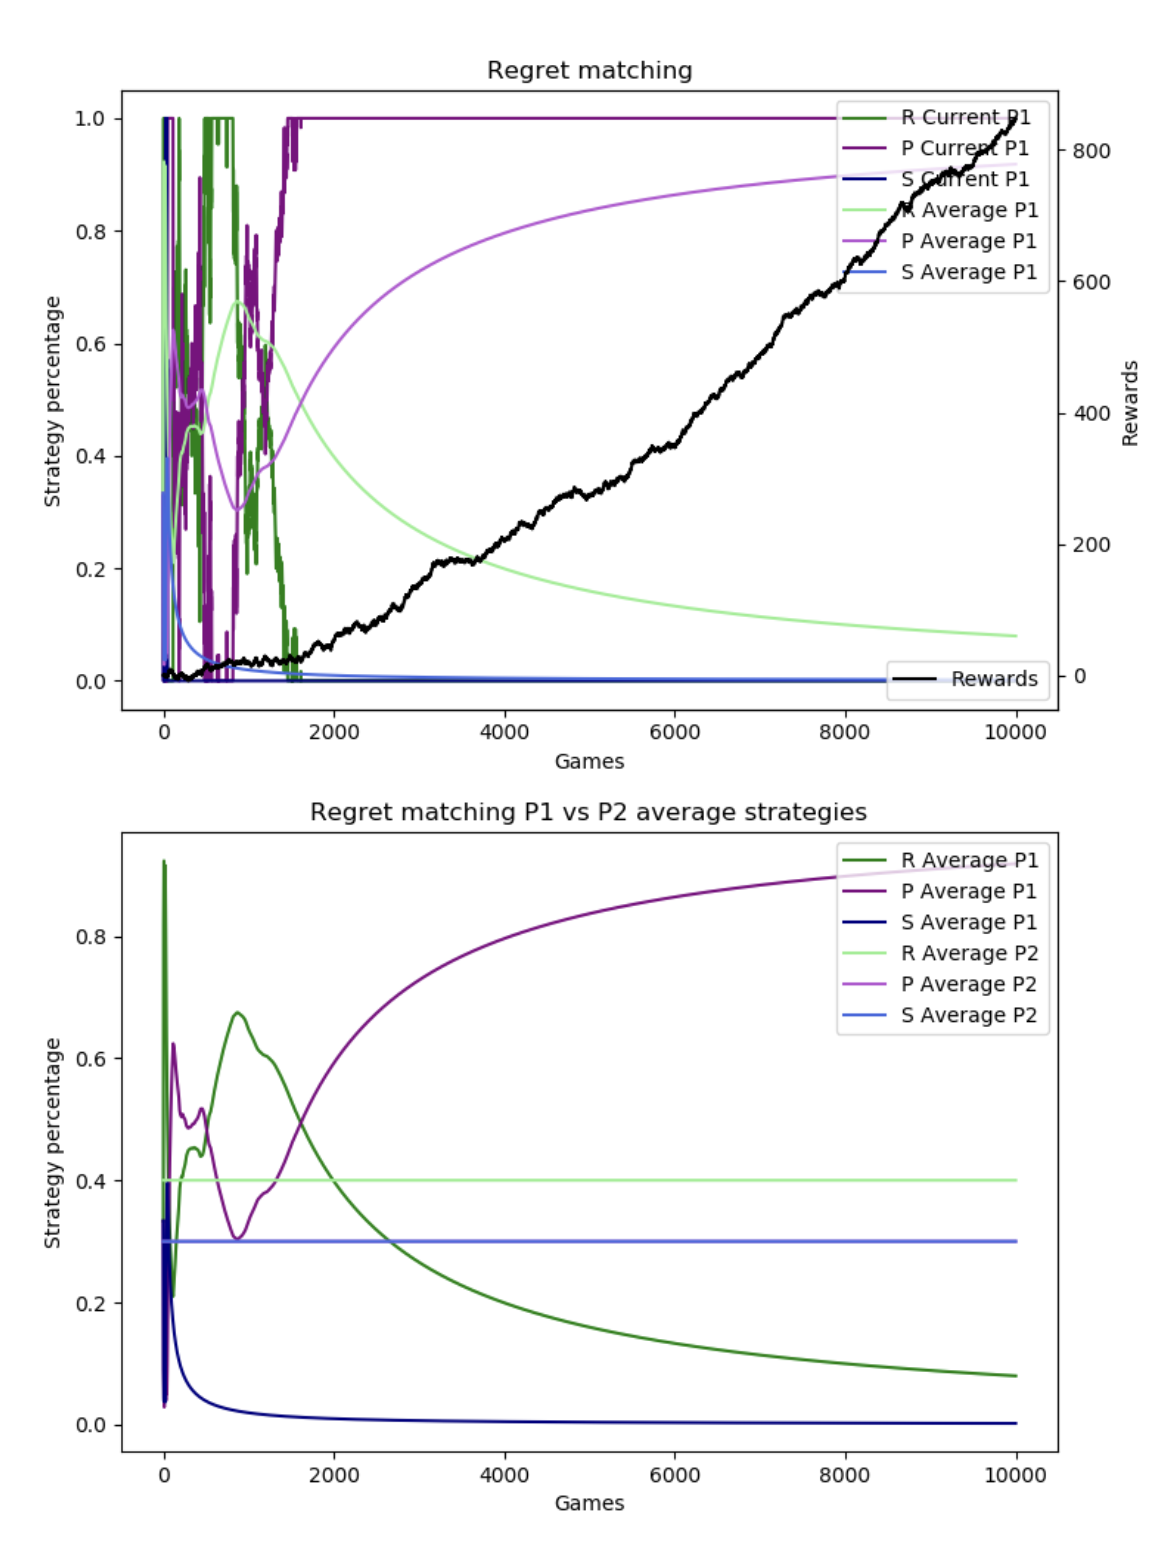 Regret matching
1.0
0.8
0.6
0.4
0.2
0.0
Strategy percentage
R Current P1
P Current P1
S Current P1
R Average P1
P Average P1
S Average P1
800
600
400
200
0
Rewards
Rewards
0 2000 4000 6000 8000 10000
Games
Regret matching P1 vs P2 average strategies
0.8
0.6
0.4
0.2
0.0
Strategy percentage
R Average P1
P Average P1
S Average P1
R Average P2
P Average P2
S Average P2
0 2000 4000 6000 8000 10000
Games